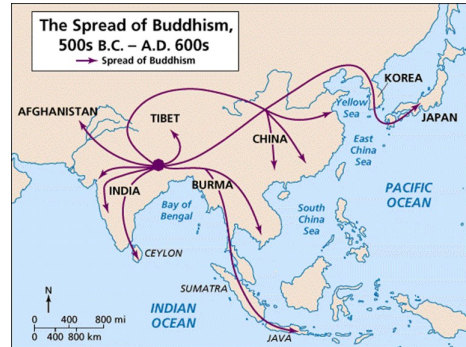 The Spread of Buddhism,
500s B.C. – A.D. 600s
Spread of Buddhism
AFGHANISTAN
TIBET
CHINA
KOREA
JAPAN
Yellow
Sea
East
China
Sea
INDIA
BURMA
Bay of
Bengal
South
China
Sea
PACIFIC
OCEAN
CEYLON
SUMATRA
INDIAN
OCEAN
JAVA
N
0 400 800 mi
0 400 800 km